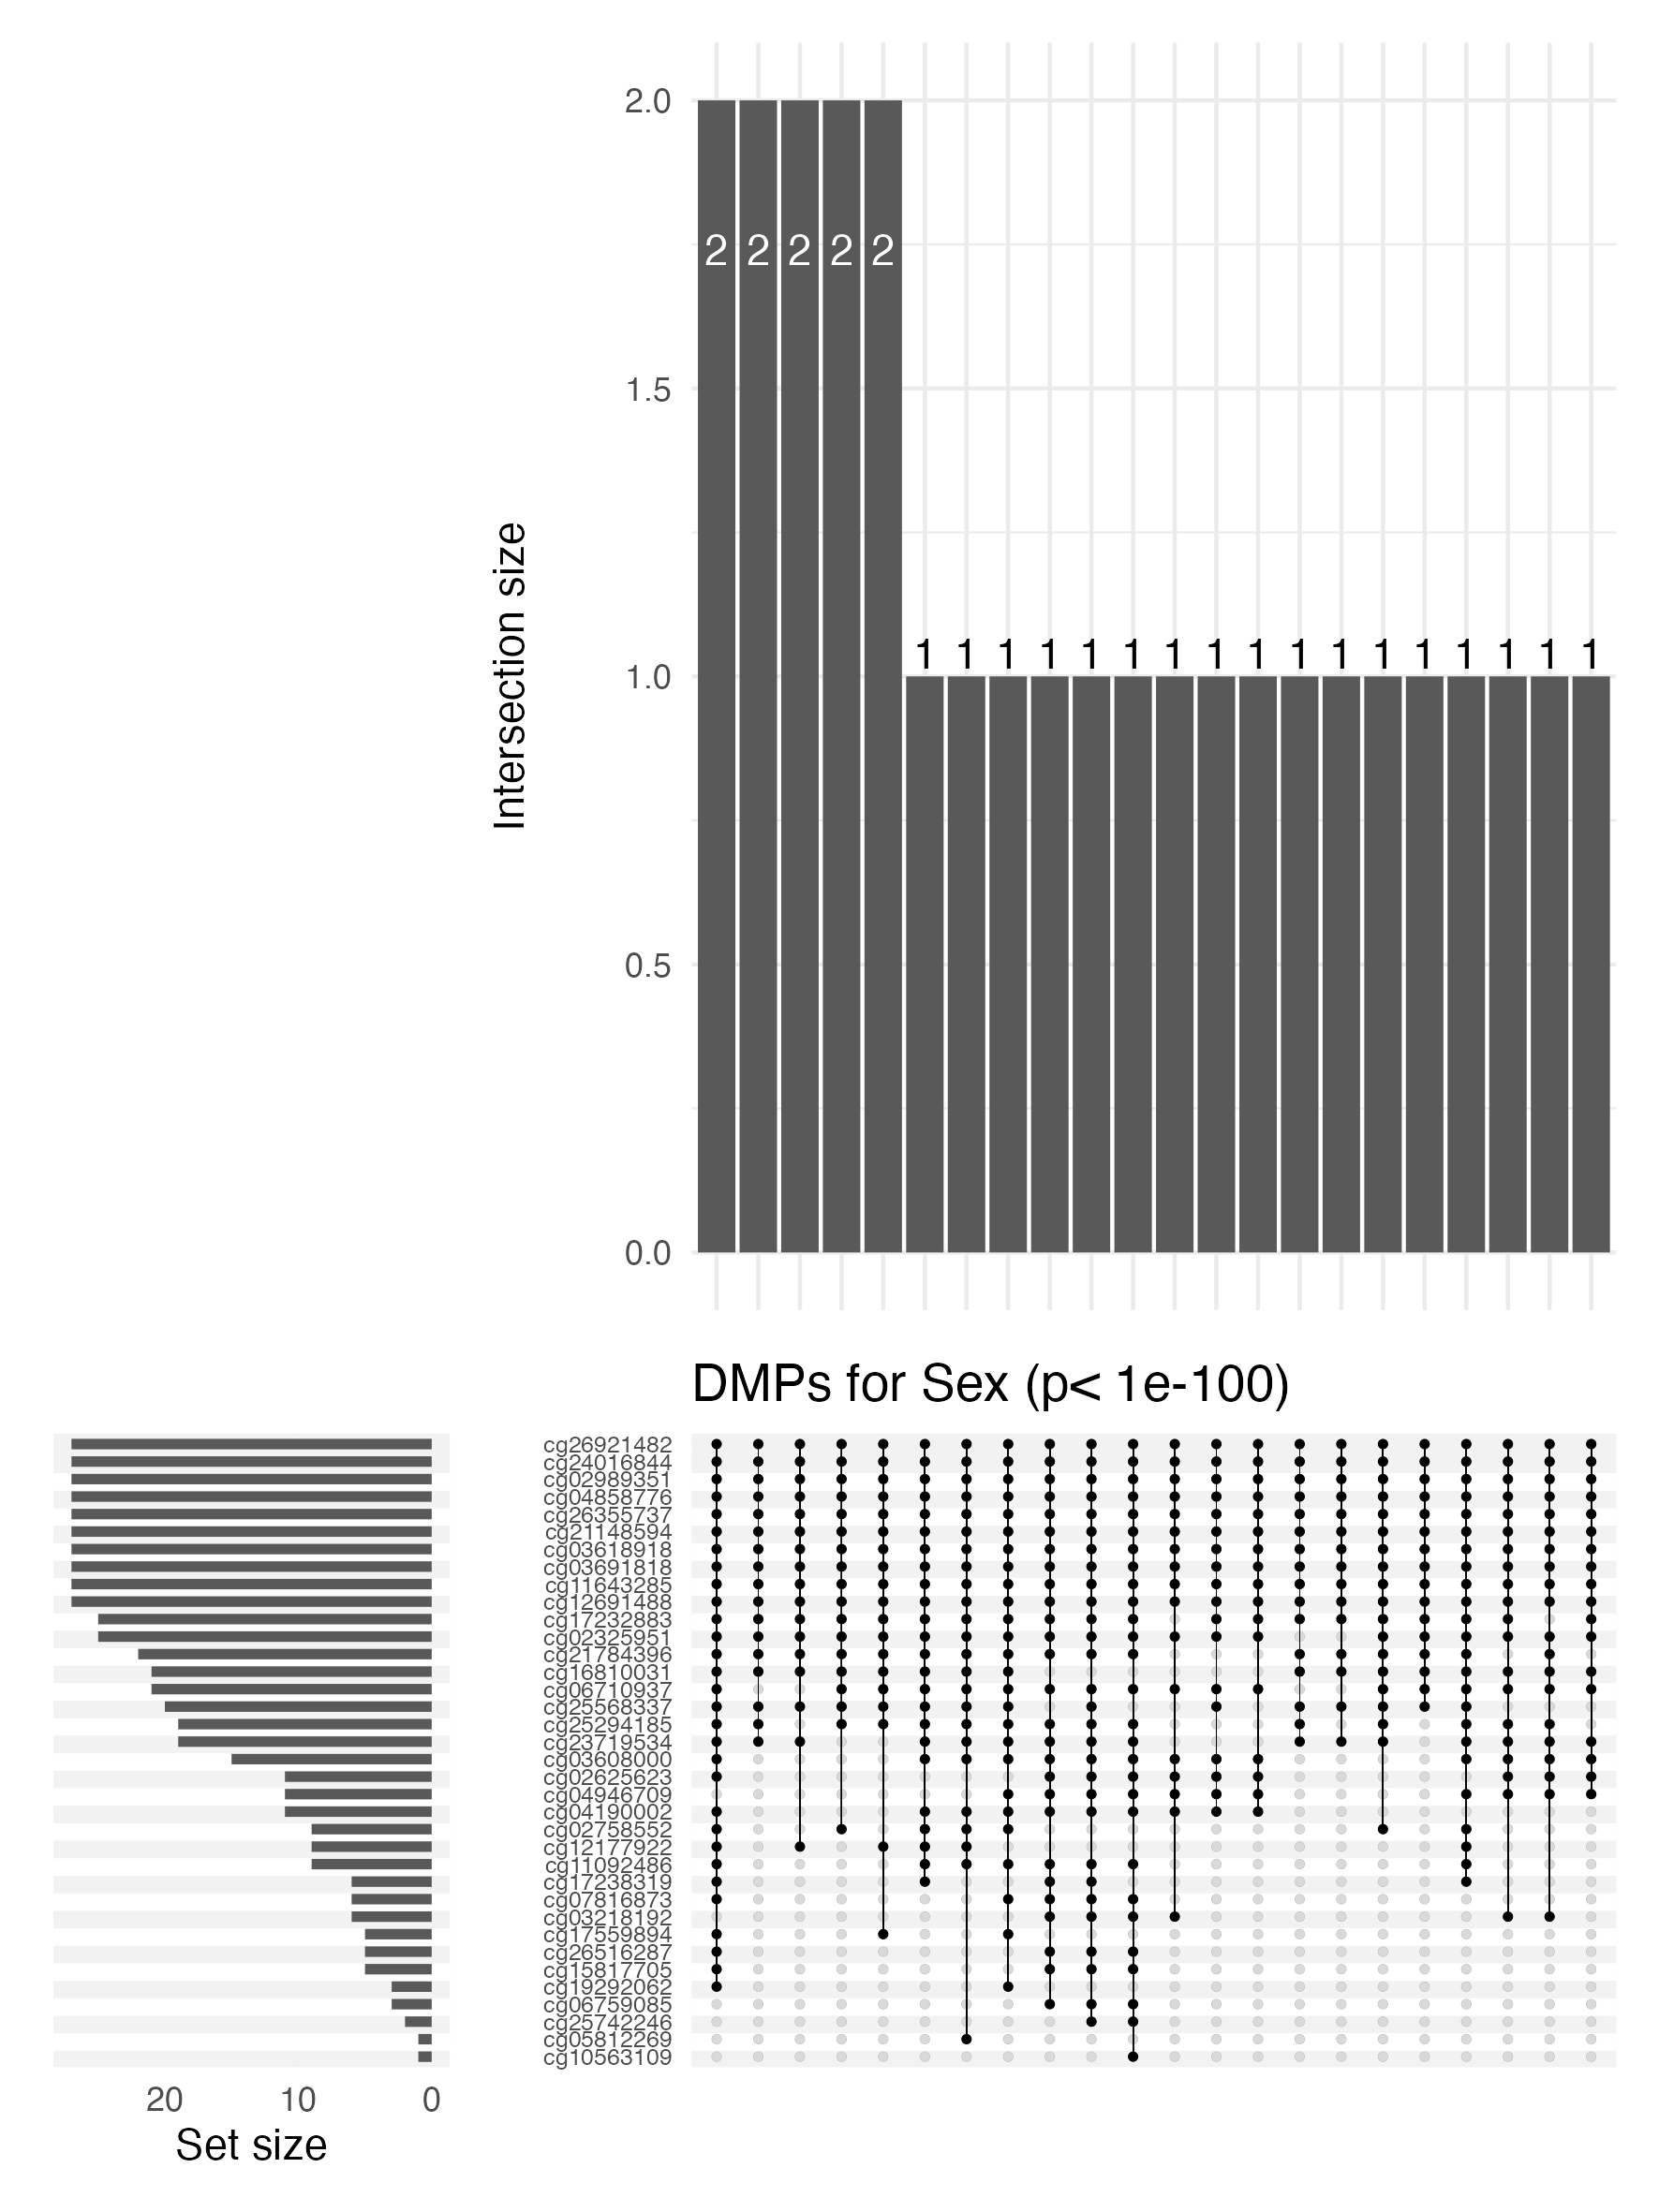 2.0
1.5
1.0
0.5
0.0
Intersection size
2 2 2 2 2
1 1 1 1 1 1 1 1 1 1 1 1 1 1 1 1 1
DMPs for Sex (p< 1e-100)
cg26921482
cg24016844
cg02989351
cg04858776
cg26355737
cg21148594
cg03618918
cg03691818
cg11643285
cg12691488
cg17232883
cg02325951
cg21784396
cg16810031
cg06710937
cg25568337
cg25294185
cg23719534
cg03608000
cg02625623
cg04946709
cg04190002
cg02758552
cg12177922
cg11092486
cg17238319
cg07816873
cg03218192
cg17559894
cg26516287
cg15817705
cg19292062
cg06759085
cg25742246
cg05812269
cg10563109
20 10 0
Set size